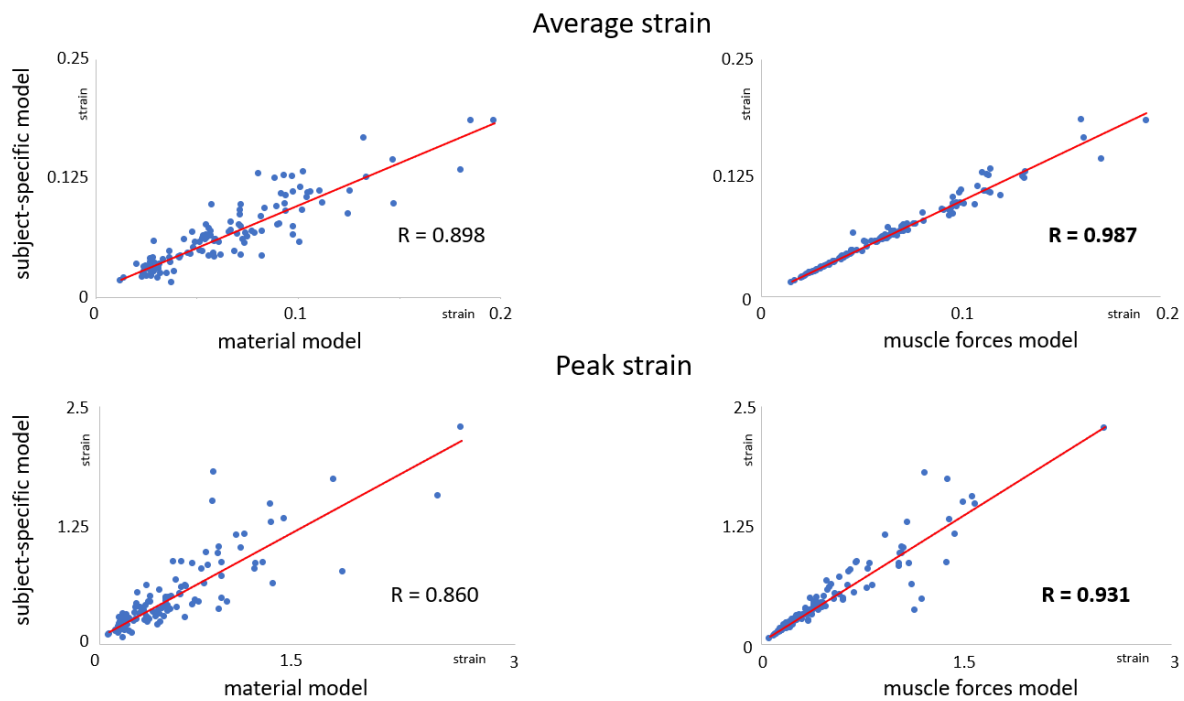 Average strain
subject-specific model
strain
0.25
0.125
0
R = 0.898
0
0.1
strain
0.2
material model
strain
0.25
0.125
0
R = 0.987
0
0.1
strain
0.2
muscle forces model
Peak strain
subject-specific model
strain
2.5
1.25
0
R = 0.860
0
1.5
strain
3
material model
strain
2.5
1.25
0
R = 0.931
0
1.5
strain
3
muscle forces model